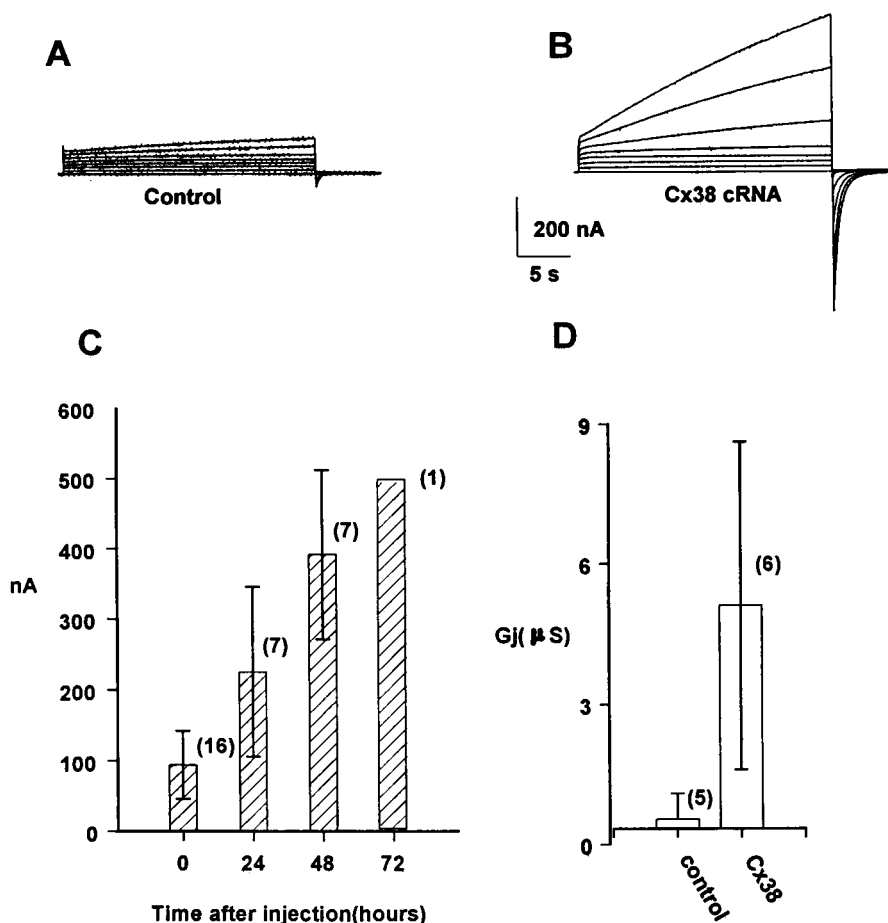 A
B
Control
Cx38 cRNA
200 nA
5 s
C
D
600
500
400
300
200
100
0
nA
(16)
(7)
(7)
(1)
0 24 48 72
Time after injection(hours)
9
6
3
0
Gj(μS)
(5)
(6)
control
Cx38